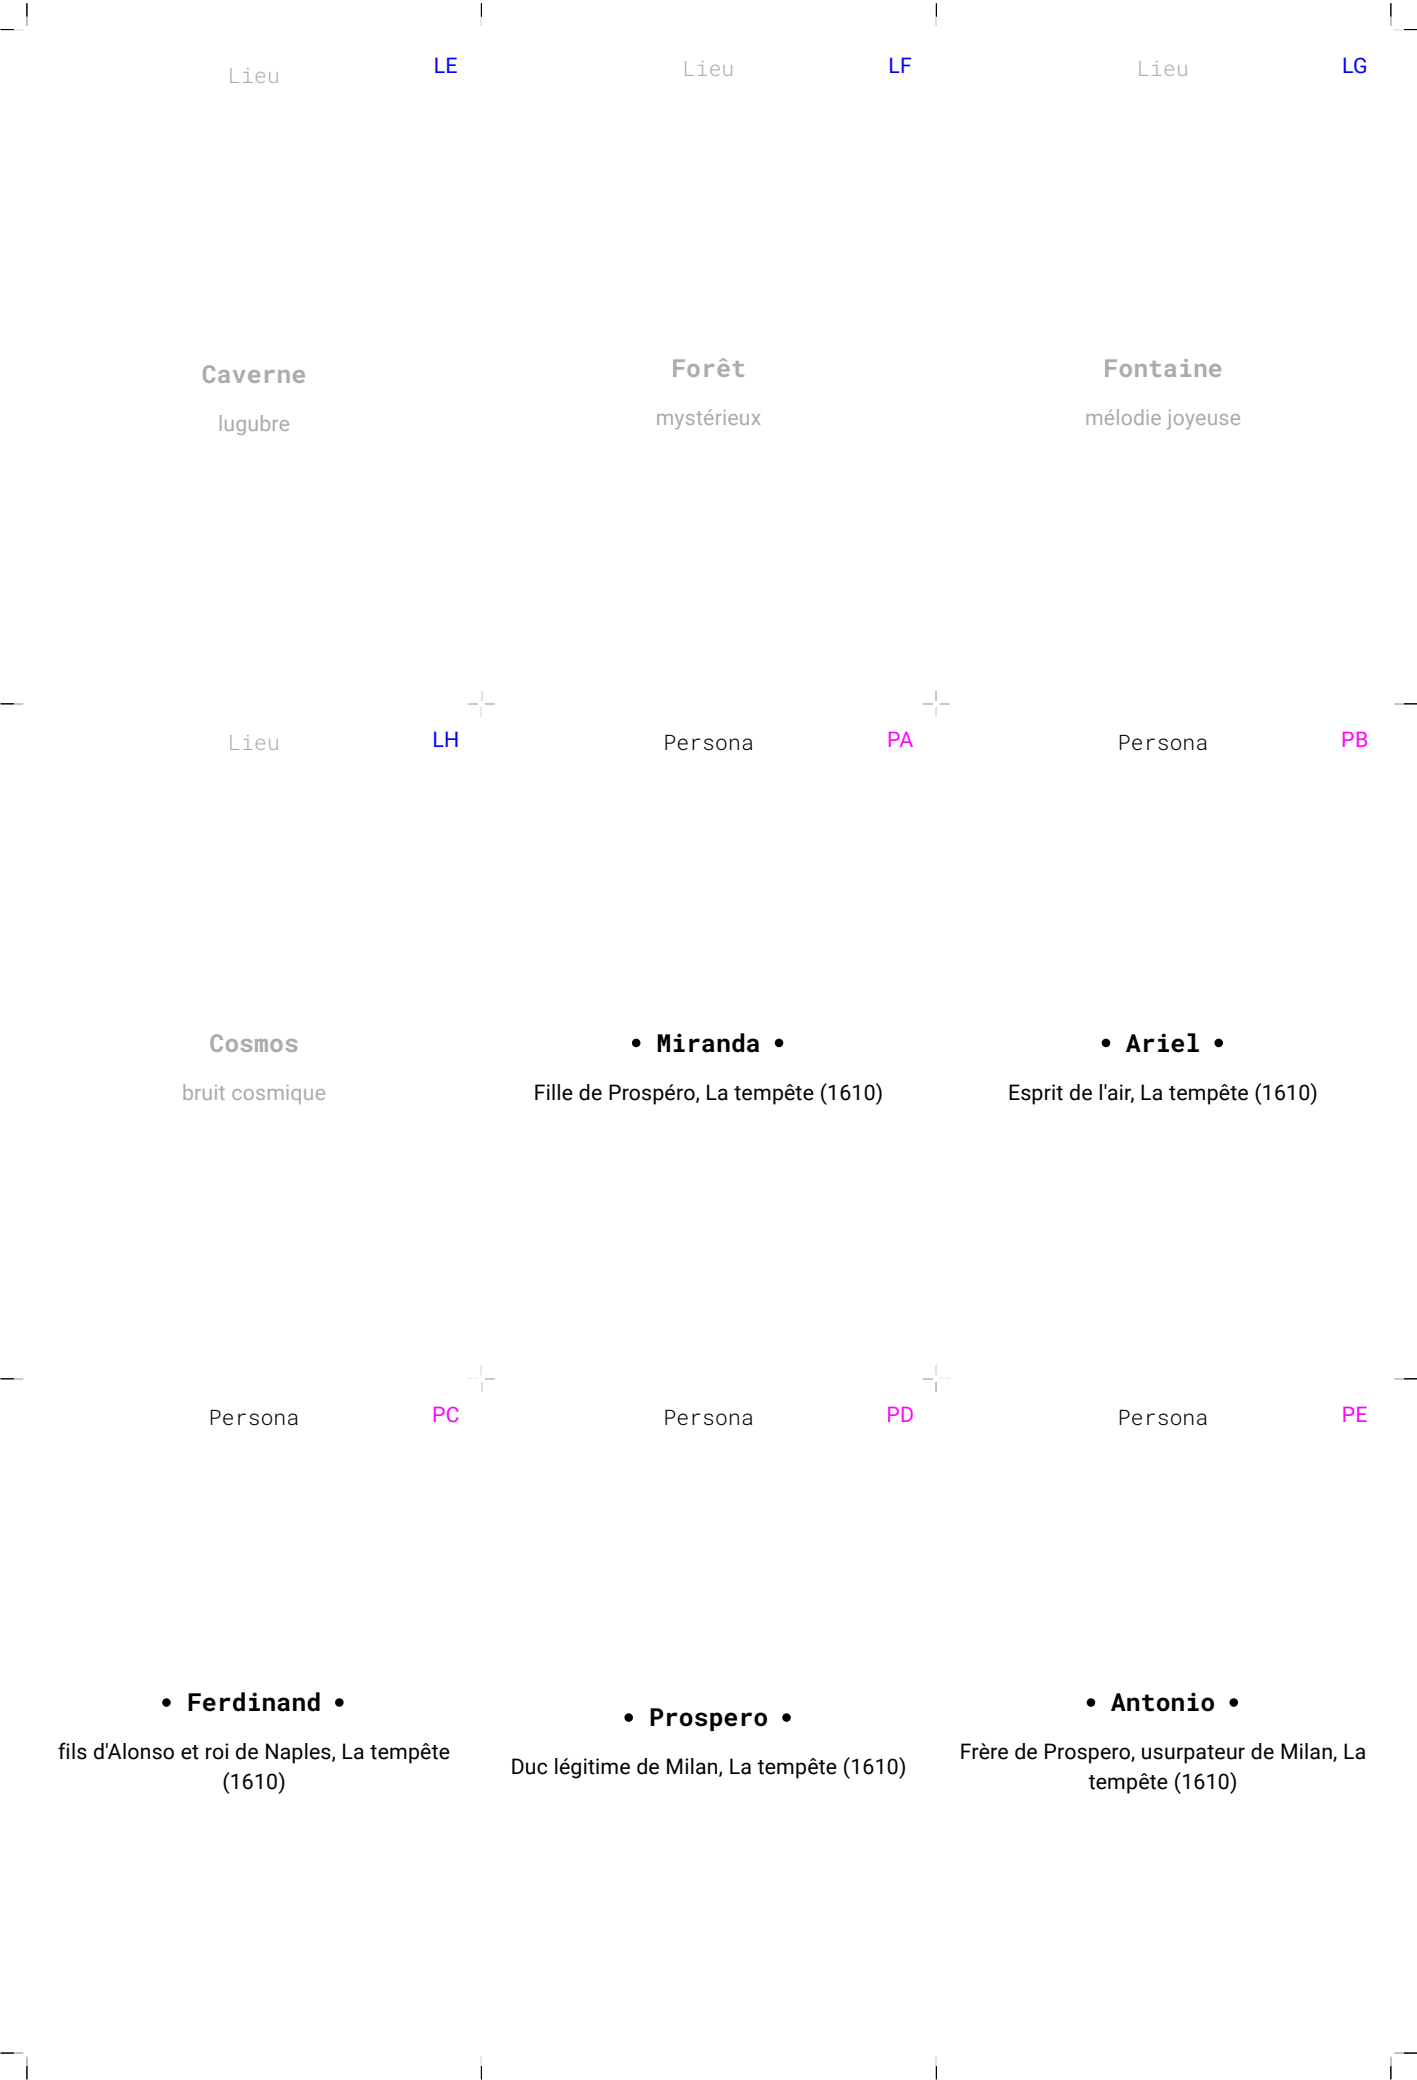 Lieu
LE
Caverne
lugubre
Lieu
LF
Forêt
mystérieux
Lieu
LG
Fontaine
mélodie joyeuse
Lieu
LH
Cosmos
bruit cosmique
Persona
PA
• Miranda •
Fille de Prospéro, La tempête (1610)
Persona
PB
• Ariel •
Esprit de l'air, La tempête (1610)
Persona
PC
• Ferdinand •
fils d'Alonso et roi de Naples, La tempête
(1610)
Persona
PD
• Prospero •
Duc légitime de Milan, La tempête (1610)
Persona
PE
• Antonio •
Frère de Prospero, usurpateur de Milan, La
tempête (1610)